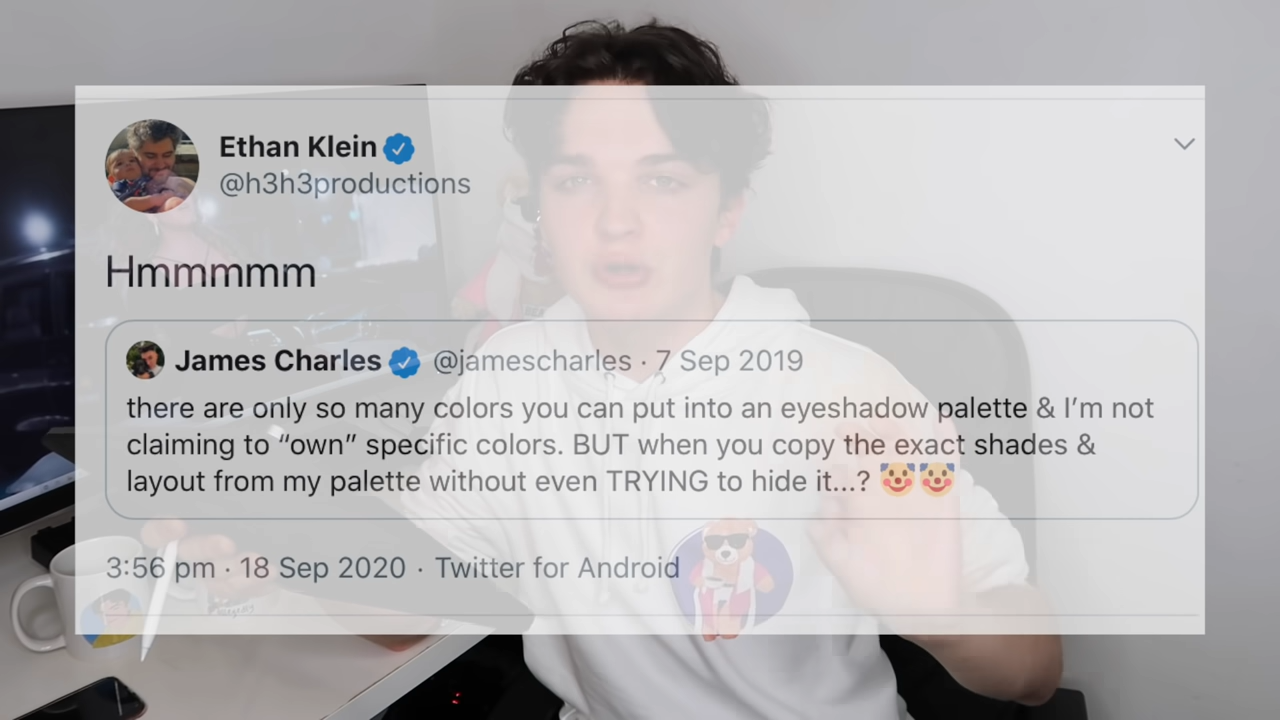 Ethan Klein
@h3h3productions
Hmmmmm
James Charles @jamescharles · 7 Sep 2019
there are only so many colors you can put into an eyeshadow palette & I’m not
claiming to “own” specific colors. BUT when you copy the exact shades &
layout from my palette without even TRYING to hide it...? 🤡🤡
3:56 pm · 18 Sep 2020 · Twitter for Android